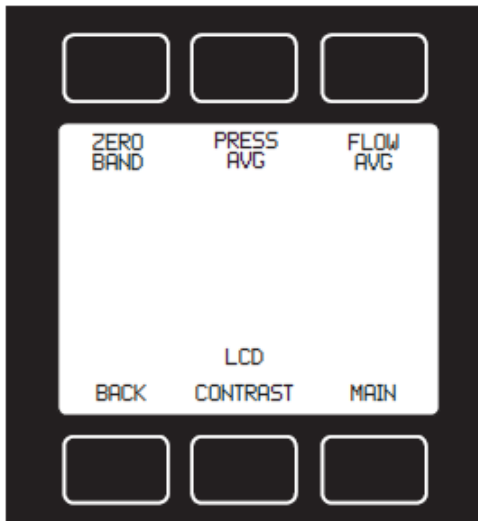 ZERO PRESS FLOW
BAND AVG AVG
LCD
BACK CONTRAST MAIN